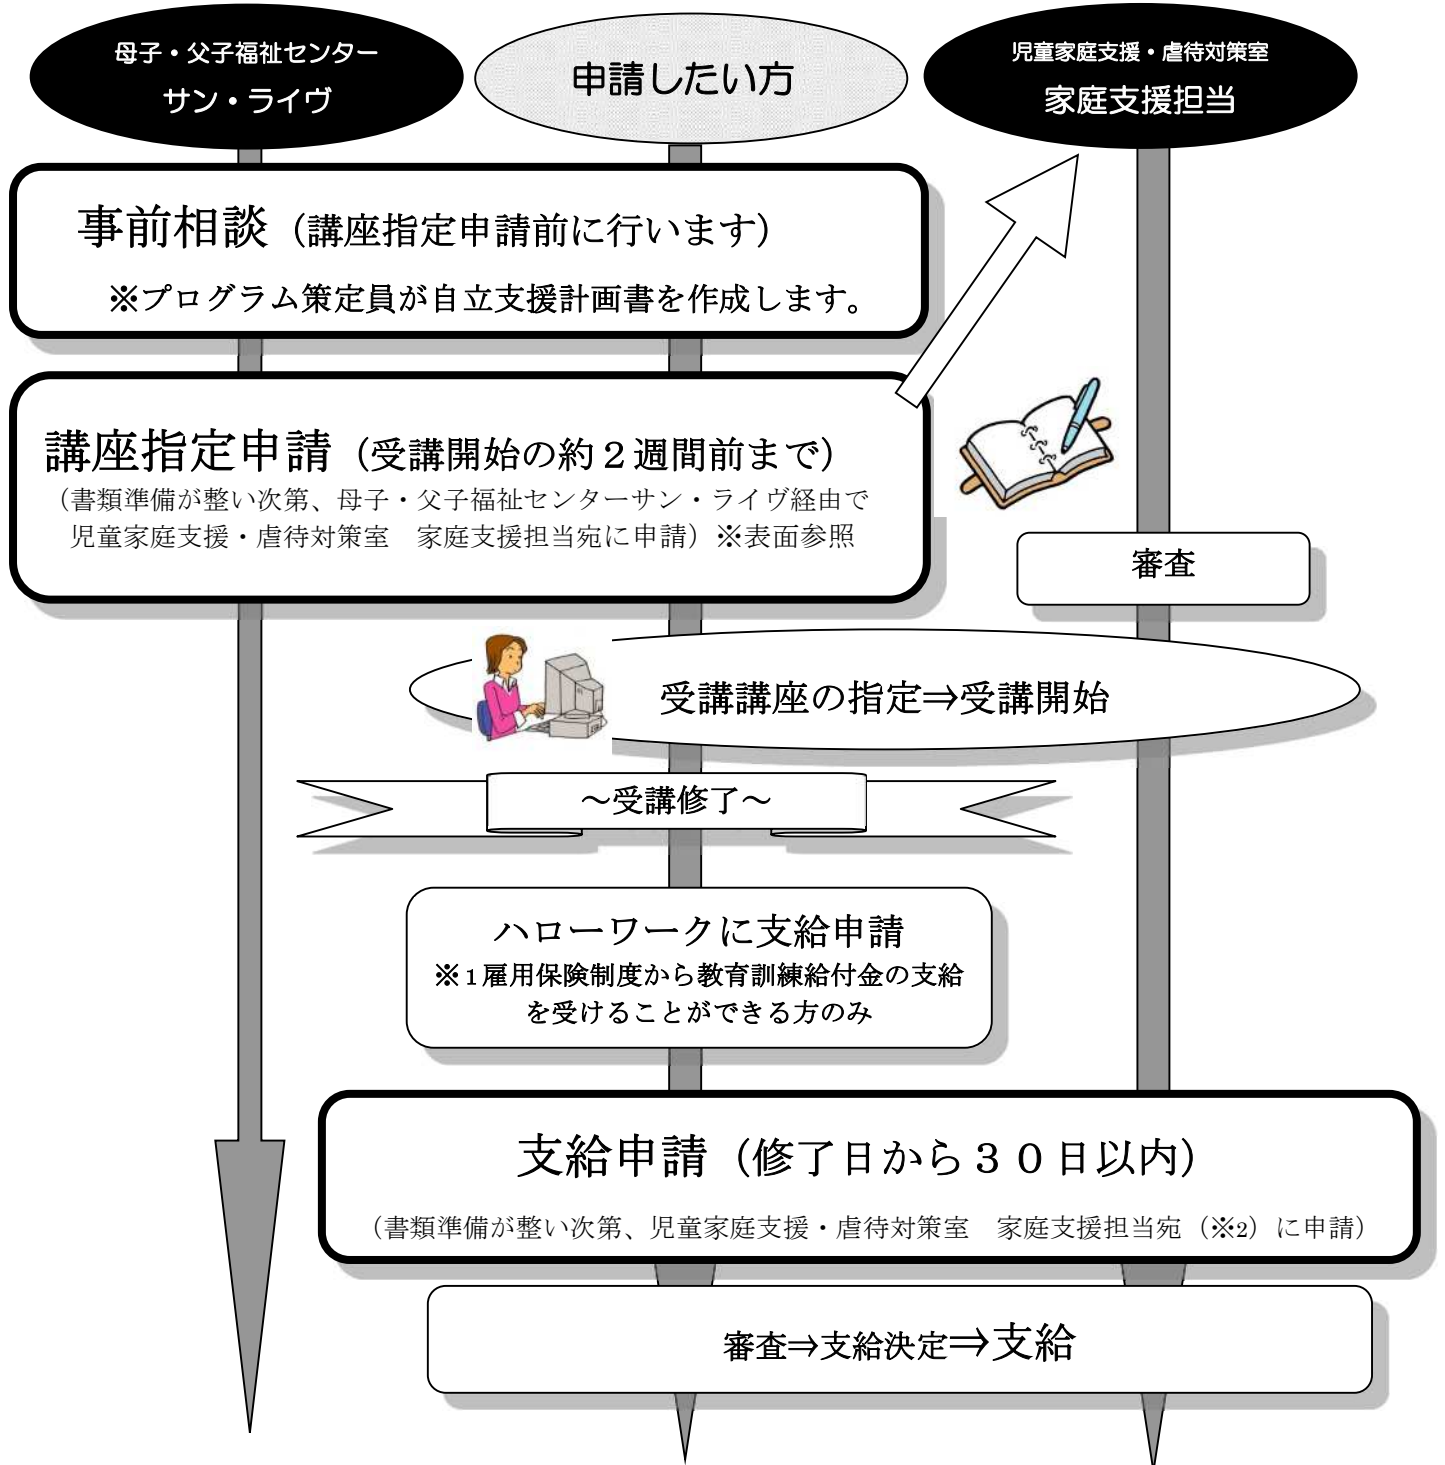 母子・父子福祉センター
サン・ライヴ
申請したい方
児童家庭支援・虐待対策室
家庭支援担当
事前相談（講座指定申請前に行います）
※プログラム策定員が自立支援計画書を作成します。
講座指定申請（受講開始の約２週間前まで）
（書類準備が整い次第、母子・父子福祉センターサン・ライヴ経由で
児童家庭支援・虐待対策室　家庭支援担当宛に申請）※表面参照
審査
受講講座の指定⇒受講開始
～受講修了～
ハローワークに支給申請
※1雇用保険制度から教育訓練給付金の支給
を受けることができる方のみ
支給申請（修了日から３０日以内）
（書類準備が整い次第、児童家庭支援・虐待対策室　家庭支援担当宛（※2）に申請）
審査⇒支給決定⇒支給